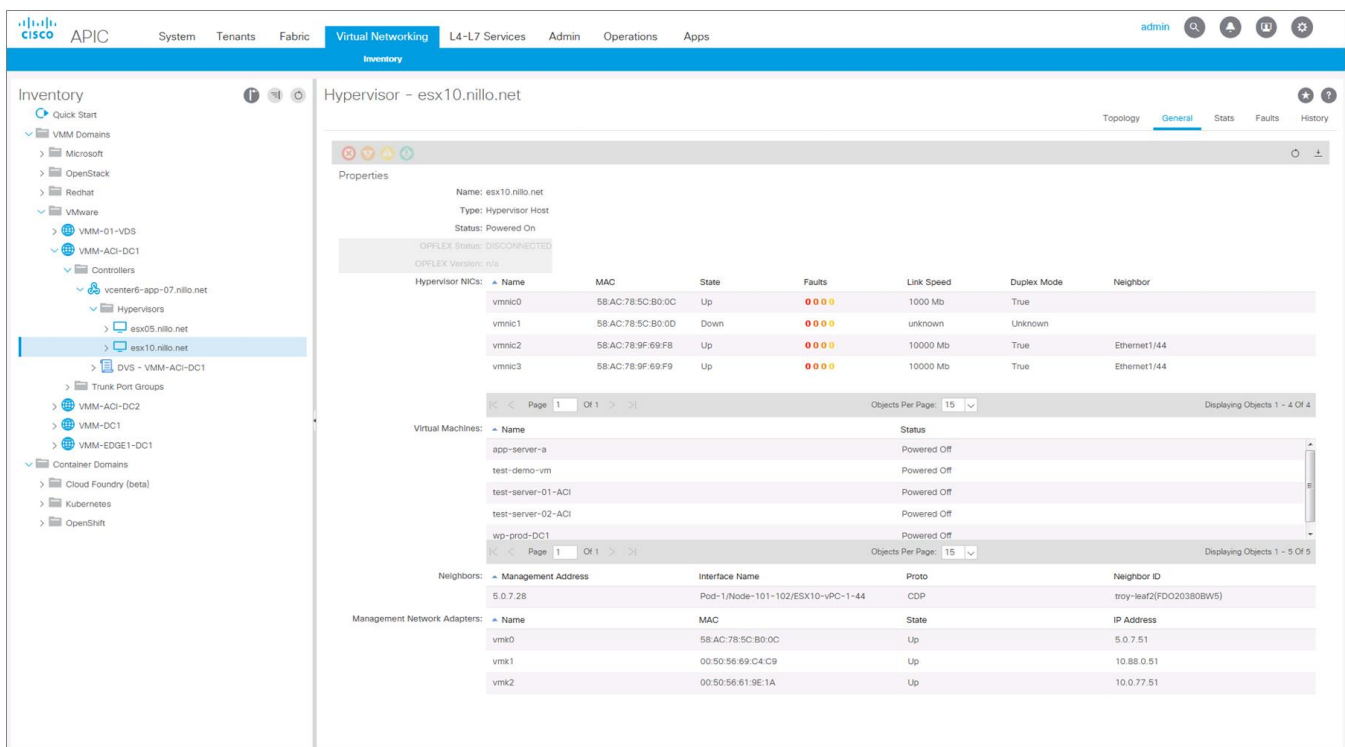 CISCO APIC System Tenants Fabric Virtual Networking L4-L7 Services Admin Operations Apps admin
Inventory
Inventory
Quick Start
VMM Domains
Microsoft
OpenStack
Redhat
VMware
VMM-01-VDS
VMM-ACI-DC1
Controllers
vcenter6-app-07.nillo.net
Hypervisors
esx05.nillo.net
esx10.nillo.net
DVS - VMM-ACI-DC1
Trunk Port Groups
VMM-ACI-DC2
VMM-DC1
VMM-EDGE1-DC1
Container Domains
Cloud Foundry (beta)
Kubernetes
OpenShift
Hypervisor - esx10.nillo.net
Topology General Stats Faults History
Properties
Name: esx10.nillo.net
Type: Hypervisor Host
Status: Powered On
OPFLEX Status: DISCONNECTED
OPFLEX Version: n/a
Hypervisor NICs: Name MAC State Faults Link Speed Duplex Mode Neighbor
vmnic0 58:AC:78:5C:B0:0C Up 0 0 0 0 1000 Mb True
vmnic1 58:AC:78:5C:B0:0D Down 0 0 0 0 unknown Unknown
vmnic2 58:AC:78:9F:69:F8 Up 0 0 0 0 10000 Mb True Ethernet1/44
vmnic3 58:AC:78:9F:69:F9 Up 0 0 0 0 10000 Mb True Ethernet1/44
Page 1 Of 1 Objects Per Page: 15 Displaying Objects 1 - 4 Of 4
Virtual Machines: Name Status
app-server-a Powered Off
test-demo-vm Powered Off
test-server-01-ACI Powered Off
test-server-02-ACI Powered Off
wp-prod-DC1 Powered Off
Page 1 Of 1 Objects Per Page: 15 Displaying Objects 1 - 5 Of 5
Neighbors: Management Address Interface Name Proto Neighbor ID
5.0.7.28 Pod-1/Node-101-102/ESX10-vPC-1-44 CDP troy-leaf2(FDO20380BW5)
Management Network Adapters: Name MAC State IP Address
vmk0 58:AC:78:5C:B0:0C Up 5.0.7.51
vmk1 00:50:56:69:C4:C9 Up 10.88.0.51
vmk2 00:50:56:61:9E:1A Up 10.0.77.51